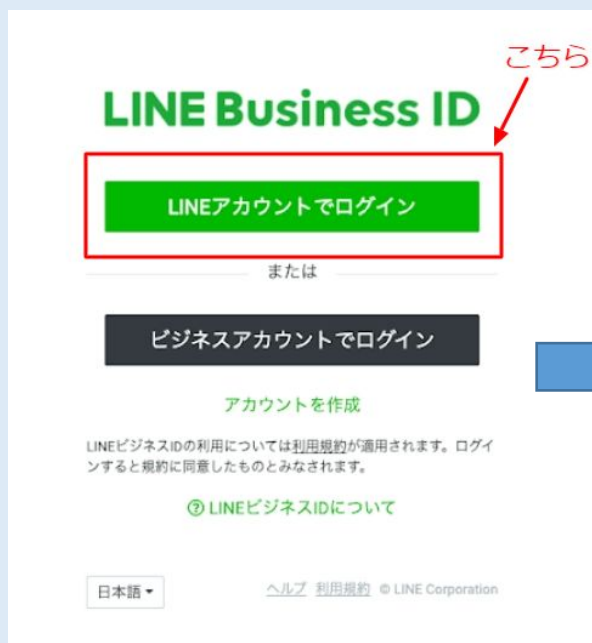 こちら
LINE Business ID
LINEアカウントでログイン
または
ビジネスアカウントでログイン
アカウントを作成
LINEビジネスIDの利用については利用規約が適用されます。ログイ
ンすると規約に同意したものとみなされます。
? LINEビジネスIDについて
日本語 ヘルプ 利用規約 © LINE Corporation